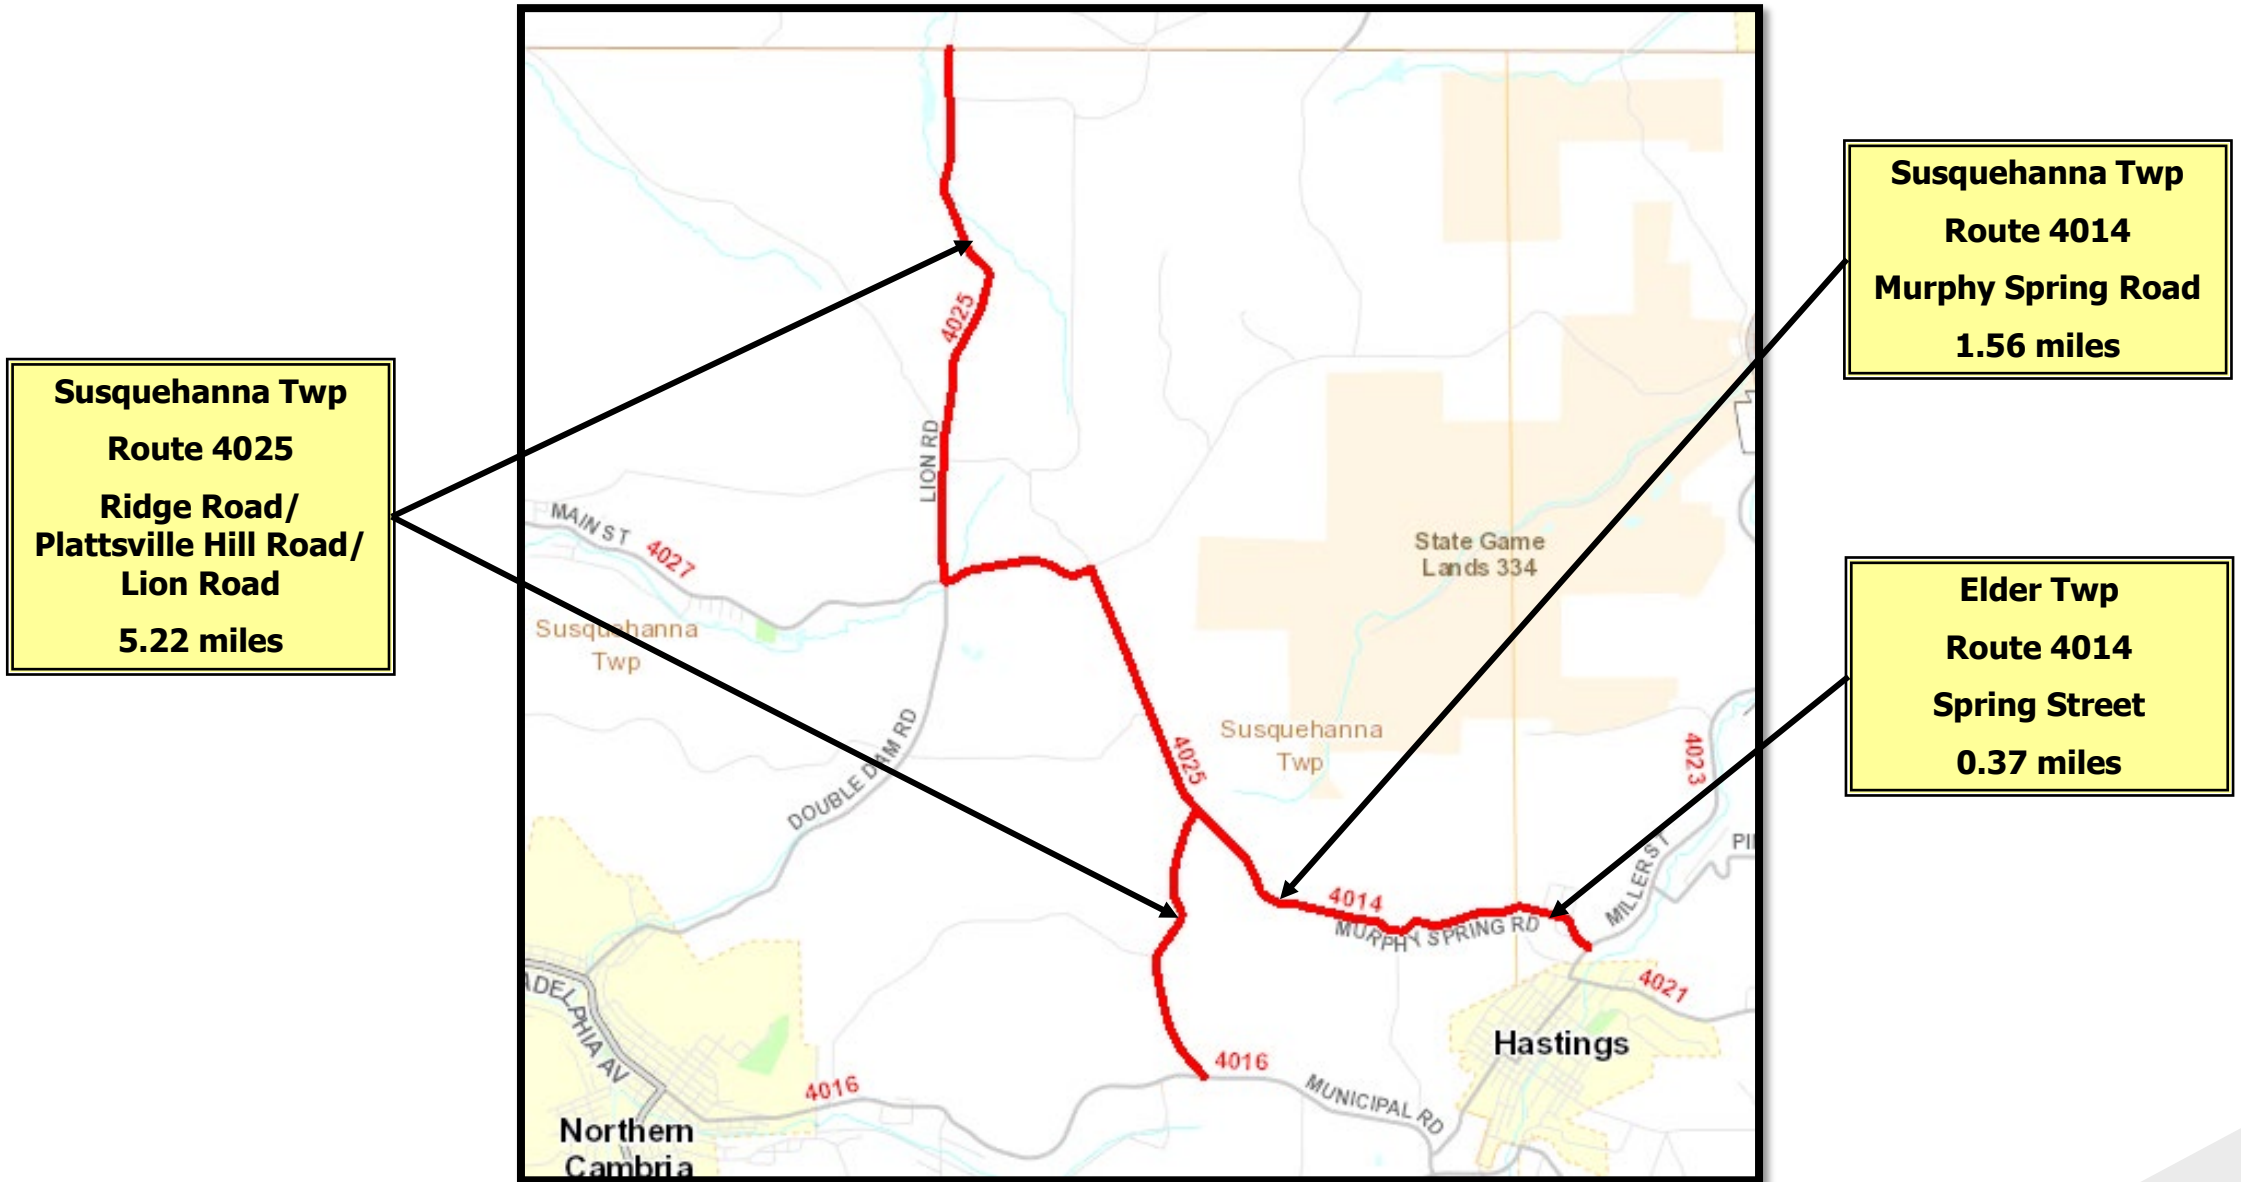 Susquehanna Twp
Route 4025
Ridge Road/
Plattsville Hill Road/
Lion Road
5.22 miles
4025
LION RD
MAIN ST
4027
Susquehanna
Twp
DOUBLE DAM RD
State Game
Lands 334
Susquehanna
Twp
4025
4023
MILLER ST
PI
4014
MURPHY SPRING RD
4021
Hastings
ADELPHIA AV
4016
4016
MUNICIPAL RD
Northern
Cambria
Susquehanna Twp
Route 4014
Murphy Spring Road
1.56 miles
Elder Twp
Route 4014
Spring Street
0.37 miles